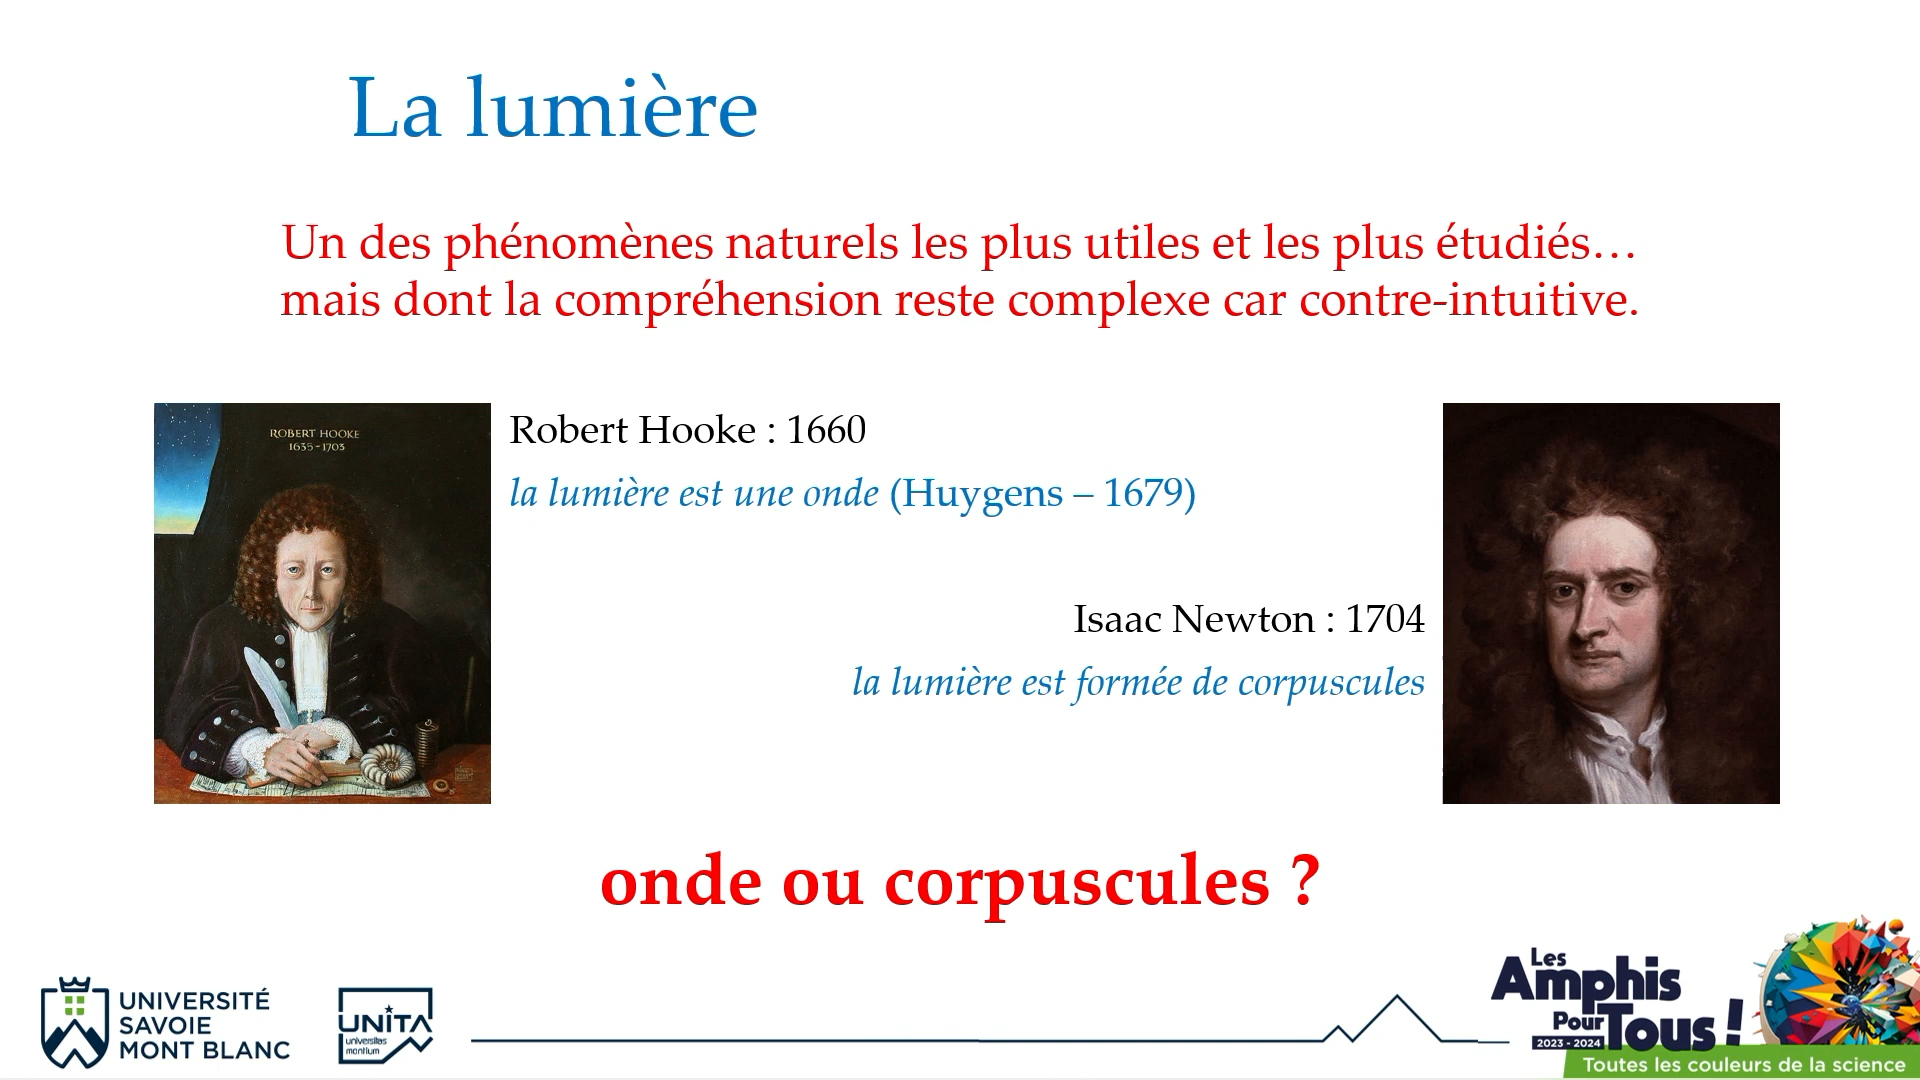 La lumière
Un des phénomènes naturels les plus utiles et les plus étudiés…
mais dont la compréhension reste complexe car contre-intuitive.
ROBERT HOOKE
1635-1703
Robert Hooke : 1660
la lumière est une onde (Huygens – 1679)
Isaac Newton : 1704
la lumière est formée de corpuscules
onde ou corpuscules ?
UNIVERSITÉ
SAVOIE
MONT BLANC
UNITA
universitas
montium
Les
Amphis
Pour
Tous !
2023 - 2024
Toutes les couleurs de la science